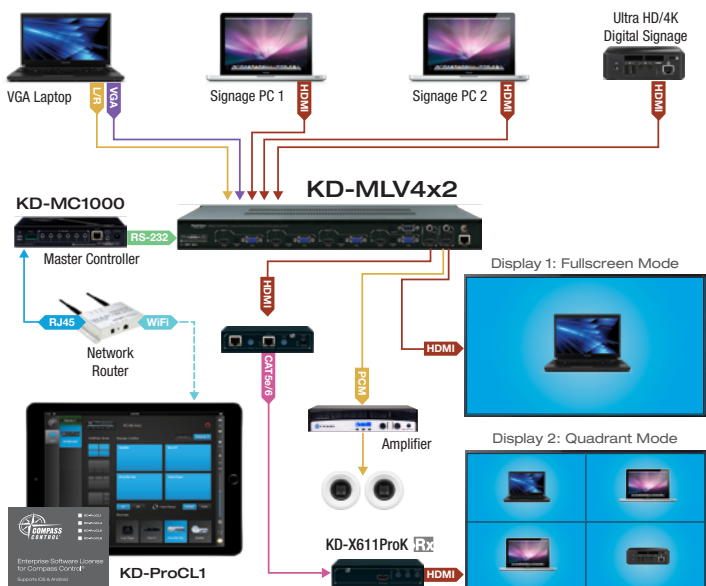 Ultra HD/4K
Digital Signage
VGA Laptop
L/R
VGA
Signage PC 1
HDMI
Signage PC 2
HDMI
HDMI
KD-MLV4x2
KD-MC1000
RS-232
Master Controller
Display 1: Fullscreen Mode
HDMI
RJ45
WiFi
Network
Router
HDMI
CAT5e/6
PCM
Amplifier
Display 2: Quadrant Mode
COMPASS
CONTROL
KD-ProCL1
Enterprise Software License
for Compass Control®
Supports iOS & Android
KD-ProCL1
KD-X611ProK Rx
HDMI